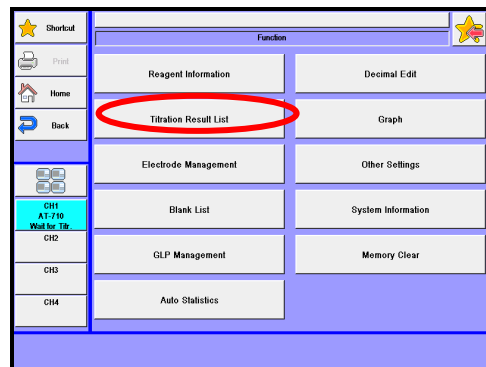 Shortcut
Function
Print
Home
Back
CH1
AT-710
Wait for Titr.
CH2
CH3
CH4
Reagent Information
Decimal Edit
Titration Result List
Graph
Electrode Management
Other Settings
Blank List
System Information
GLP Management
Memory Clear
Auto Statistics